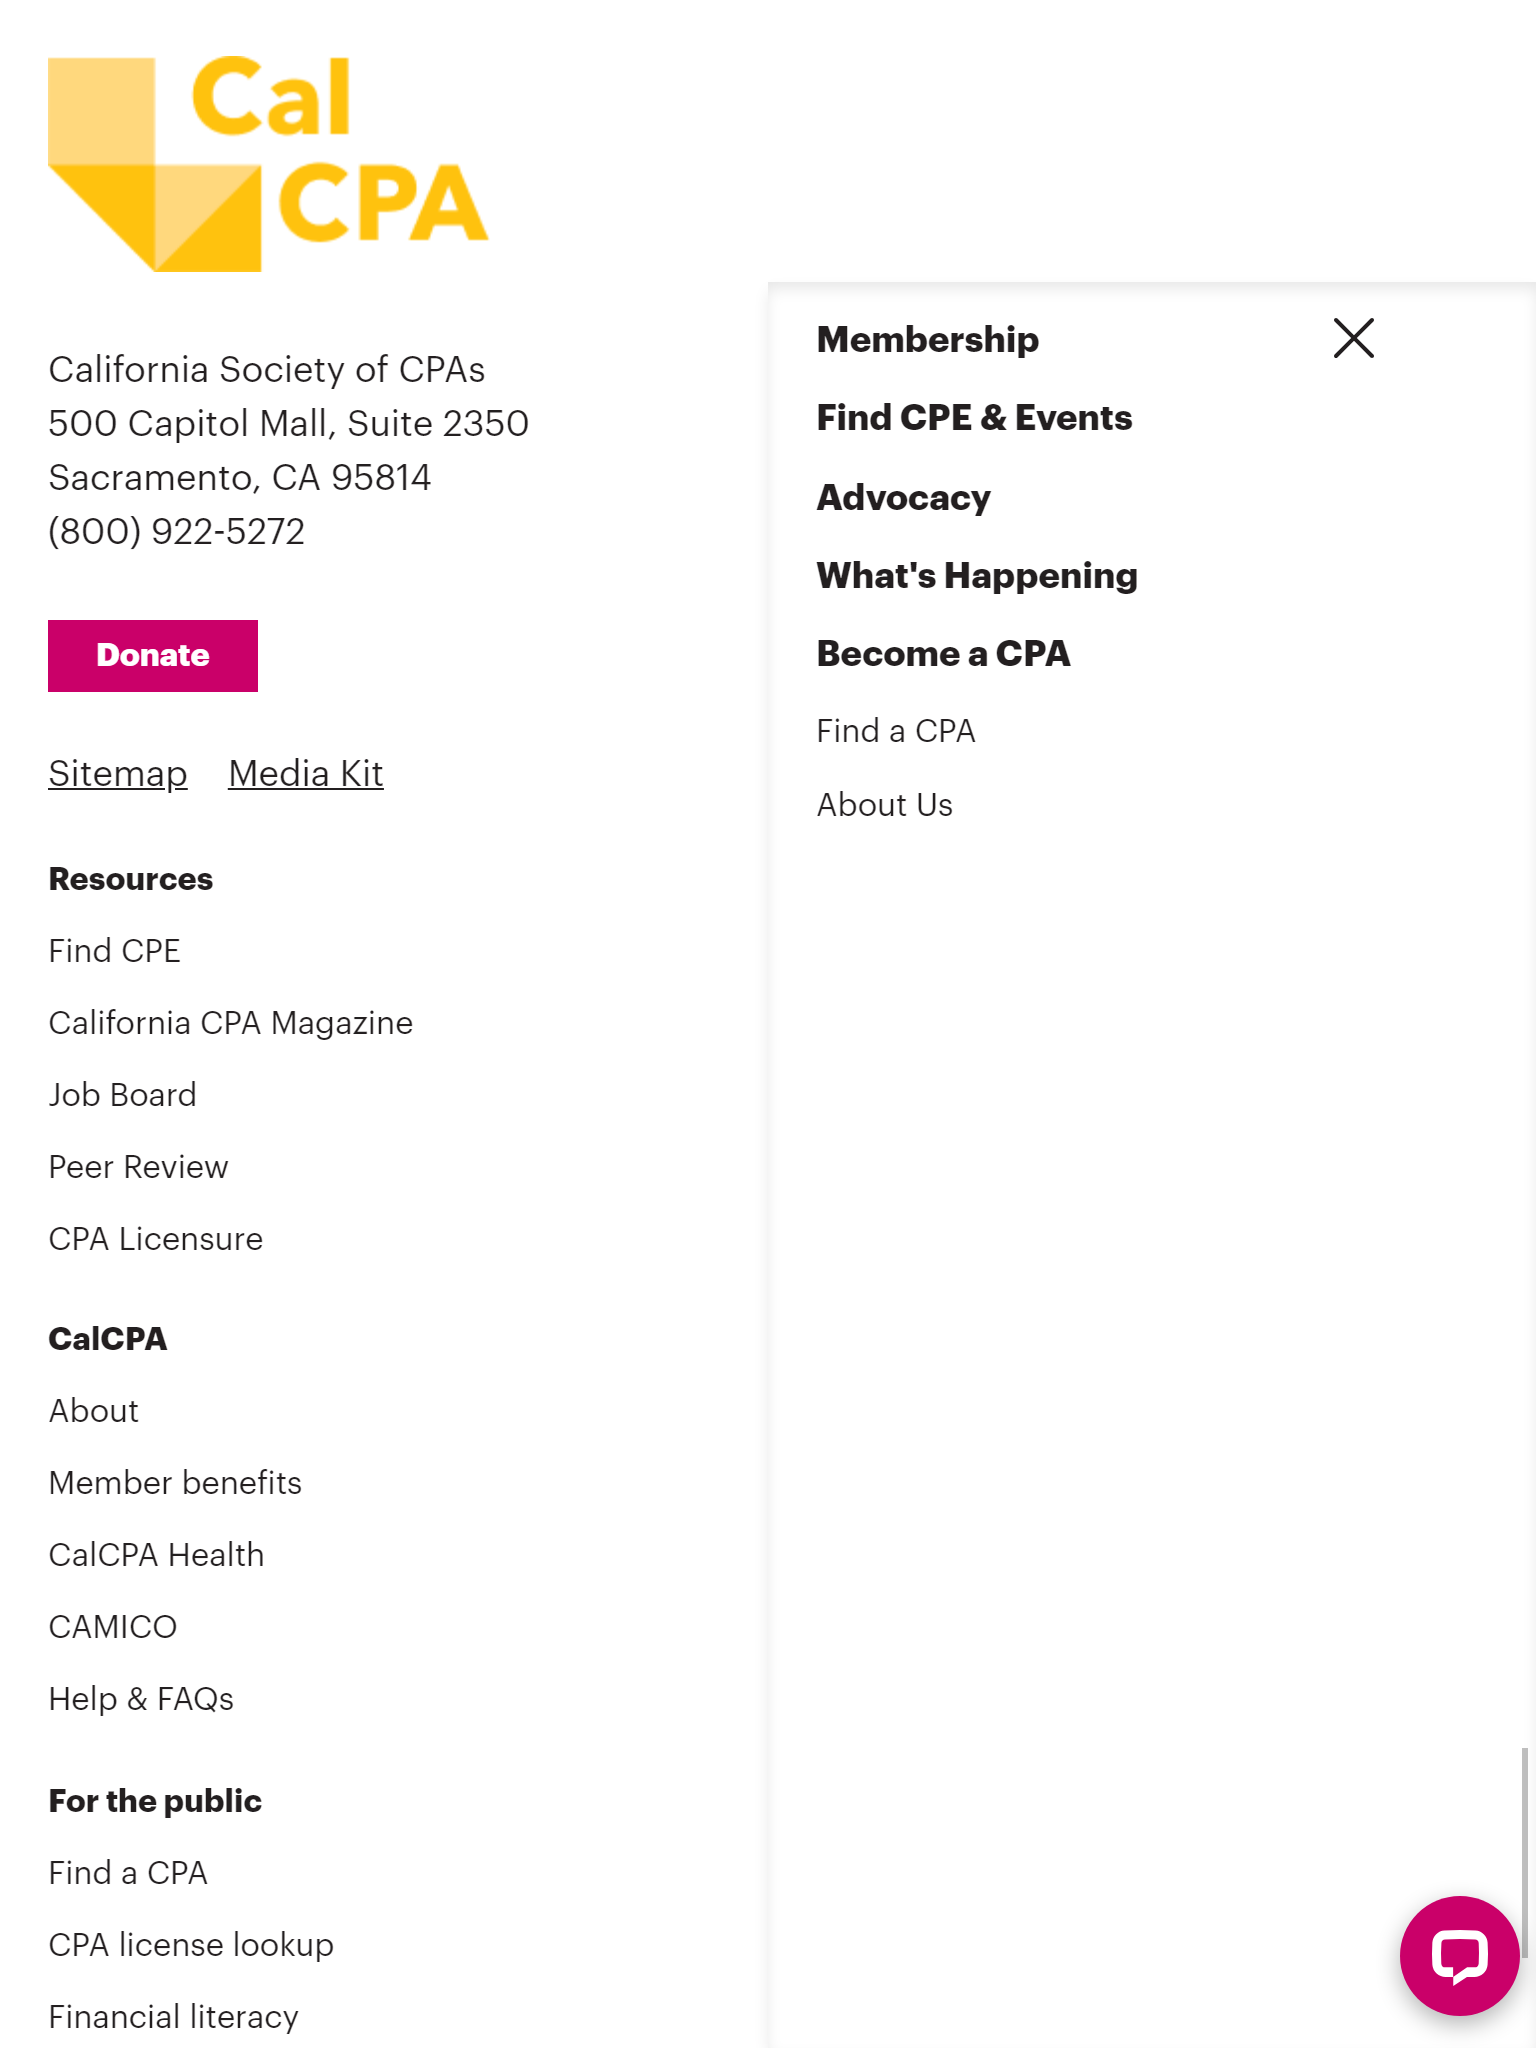 Cal
CPA
California Society of CPAs
500 Capitol Mall, Suite 2350
Sacramento, CA 95814
(800) 922-5272
Donate
Sitemap Media Kit
Resources
Find CPE
California CPA Magazine
Job Board
Peer Review
CPA Licensure
CalCPA
About
Member benefits
CalCPA Health
CAMICO
Help & FAQs
For the public
Find a CPA
CPA license lookup
Financial literacy
Membership
Find CPE & Events
Advocacy
What's Happening
Become a CPA
Find a CPA
About Us